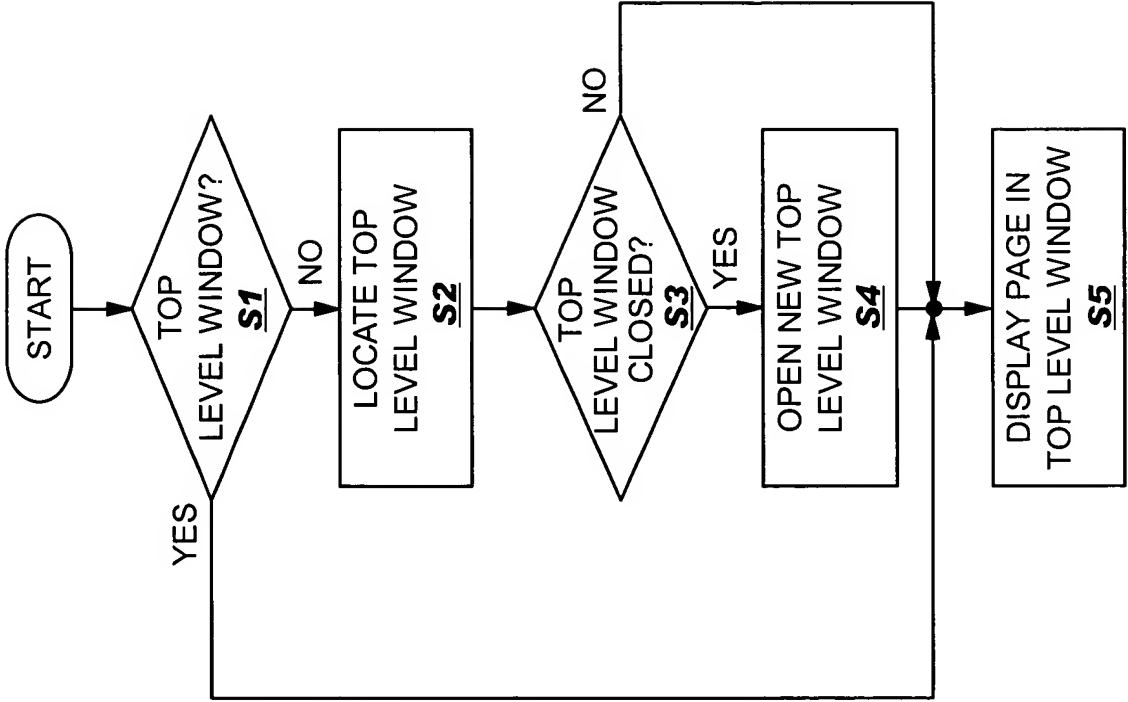 START
TOP
LEVEL WINDOW?
S1
YES
NO
LOCATE TOP
LEVEL WINDOW
S2
TOP
LEVEL WINDOW
CLOSED?
S3
NO
YES
OPEN NEW TOP
LEVEL WINDOW
S4
DISPLAY PAGE IN
TOP LEVEL WINDOW
S5